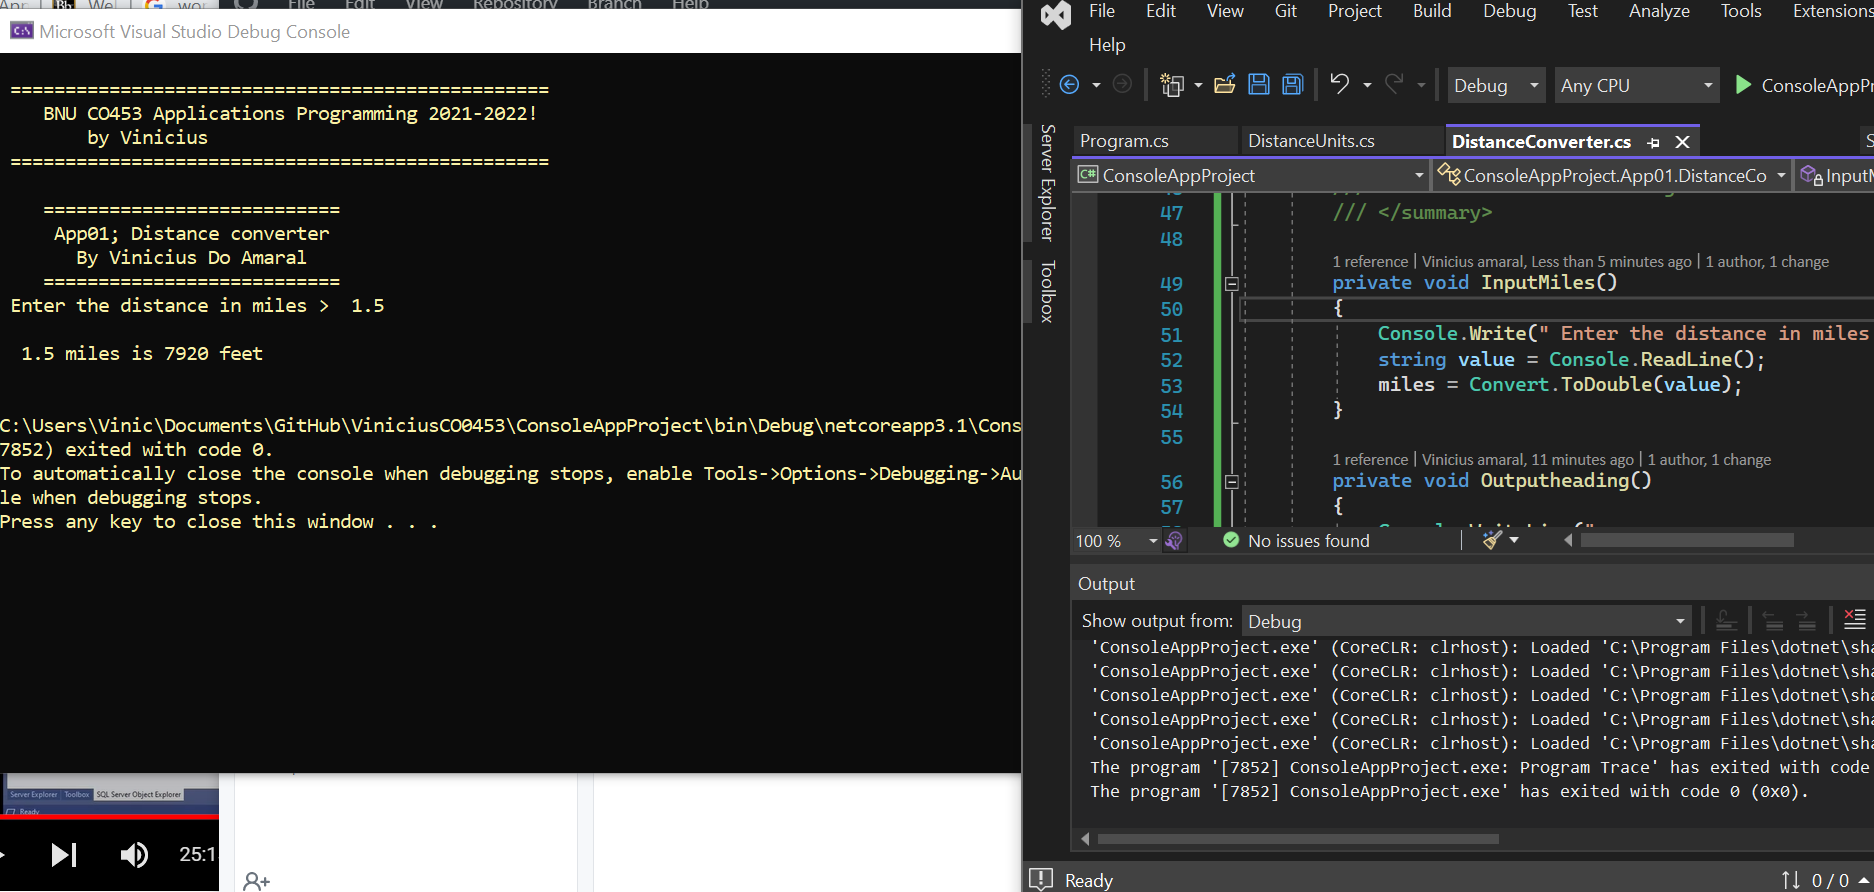 File Edit View Repository Branch Help
Microsoft Visual Studio Debug Console
=================================================
BNU CO453 Applications Programming 2021-2022!
by Vinicius
=================================================
===========================
App01; Distance converter
By Vinicius Do Amaral
===========================
Enter the distance in miles > 1.5
1.5 miles is 7920 feet
C:\Users\Vinic\Documents\GitHub\ViniciusCO0453\ConsoleAppProject\bin\Debug\netcoreapp3.1\Cons
7852) exited with code 0.
To automatically close the console when debugging stops, enable Tools->Options->Debugging->Au
le when debugging stops.
Press any key to close this window . . .
Server Explorer Toolbox SQL Server Object Explorer
Ready
25:1
File Edit View Git Project Build Debug Test Analyze Tools Extensions
Help
Debug Any CPU ConsoleAppPr
Server Explorer
Toolbox
Program.cs DistanceUnits.cs DistanceConverter.cs
C# ConsoleAppProject ConsoleAppProject.App01.DistanceCo InputM
47 /// </summary>
48
1 reference | Vinicius amaral, Less than 5 minutes ago | 1 author, 1 change
49 private void InputMiles()
50 {
51 Console.Write(" Enter the distance in miles
52 string value = Console.ReadLine();
53 miles = Convert.ToDouble(value);
54 }
55
1 reference | Vinicius amaral, 11 minutes ago | 1 author, 1 change
56 private void Outputheading()
57 {
100 % No issues found
Output
Show output from: Debug
'ConsoleAppProject.exe' (CoreCLR: clrhost): Loaded 'C:\Program Files\dotnet\sha
'ConsoleAppProject.exe' (CoreCLR: clrhost): Loaded 'C:\Program Files\dotnet\sha
'ConsoleAppProject.exe' (CoreCLR: clrhost): Loaded 'C:\Program Files\dotnet\sha
'ConsoleAppProject.exe' (CoreCLR: clrhost): Loaded 'C:\Program Files\dotnet\sha
'ConsoleAppProject.exe' (CoreCLR: clrhost): Loaded 'C:\Program Files\dotnet\sha
The program '[7852] ConsoleAppProject.exe: Program Trace' has exited with code
The program '[7852] ConsoleAppProject.exe' has exited with code 0 (0x0).
Ready 0 / 0